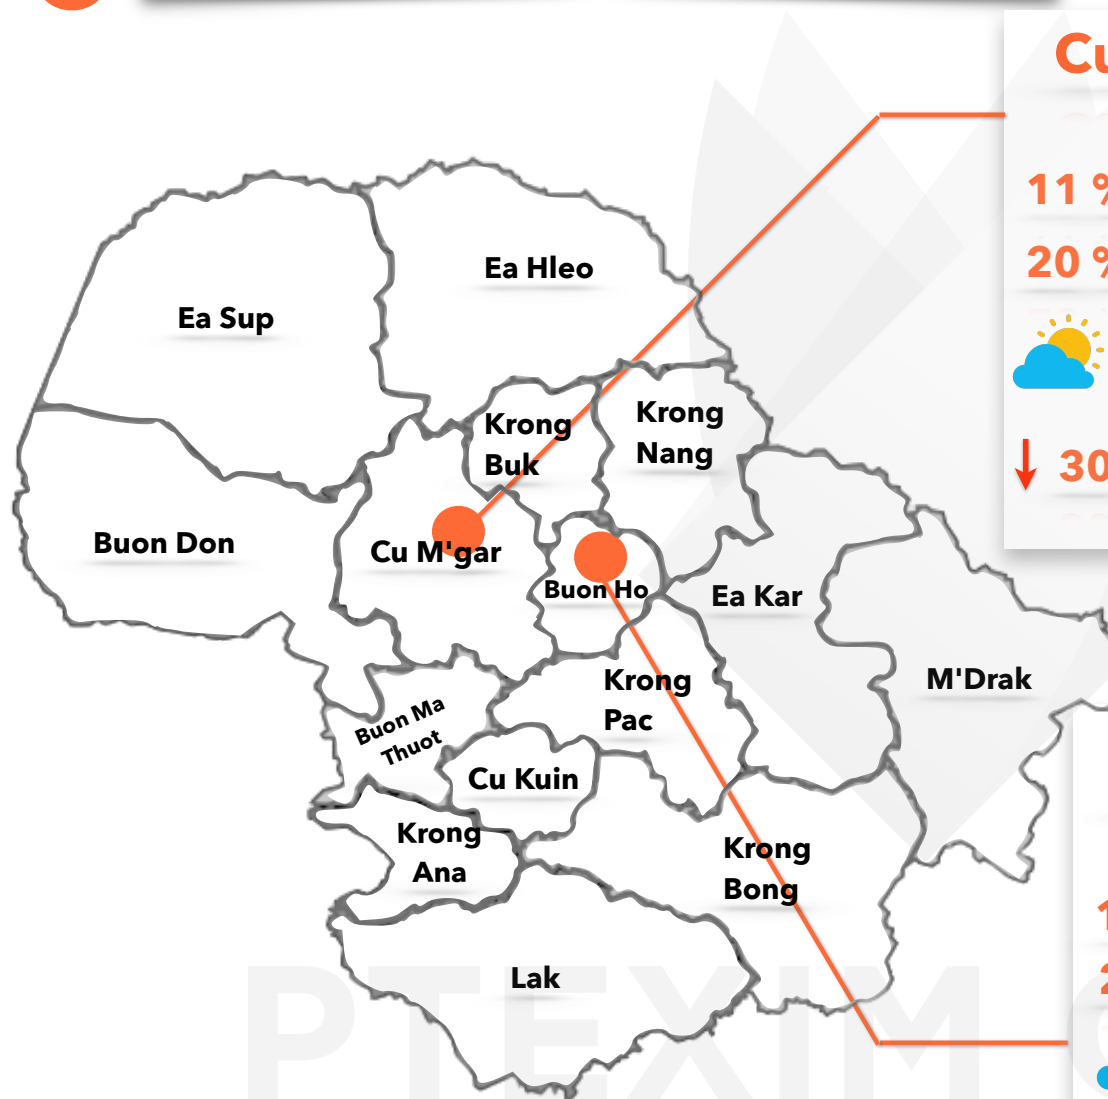 Cu
11 %
20 %
30
Ea Hleo
Ea Sup
Krong
Buk
Krong
Nang
Buon Don
Cu M'gar
Buon Ho
Ea Kar
M'Drak
Krong
Pac
Buon Ma
Thuot
Cu Kuin
Krong
Ana
Krong
Bong
Lak
PTEXIM